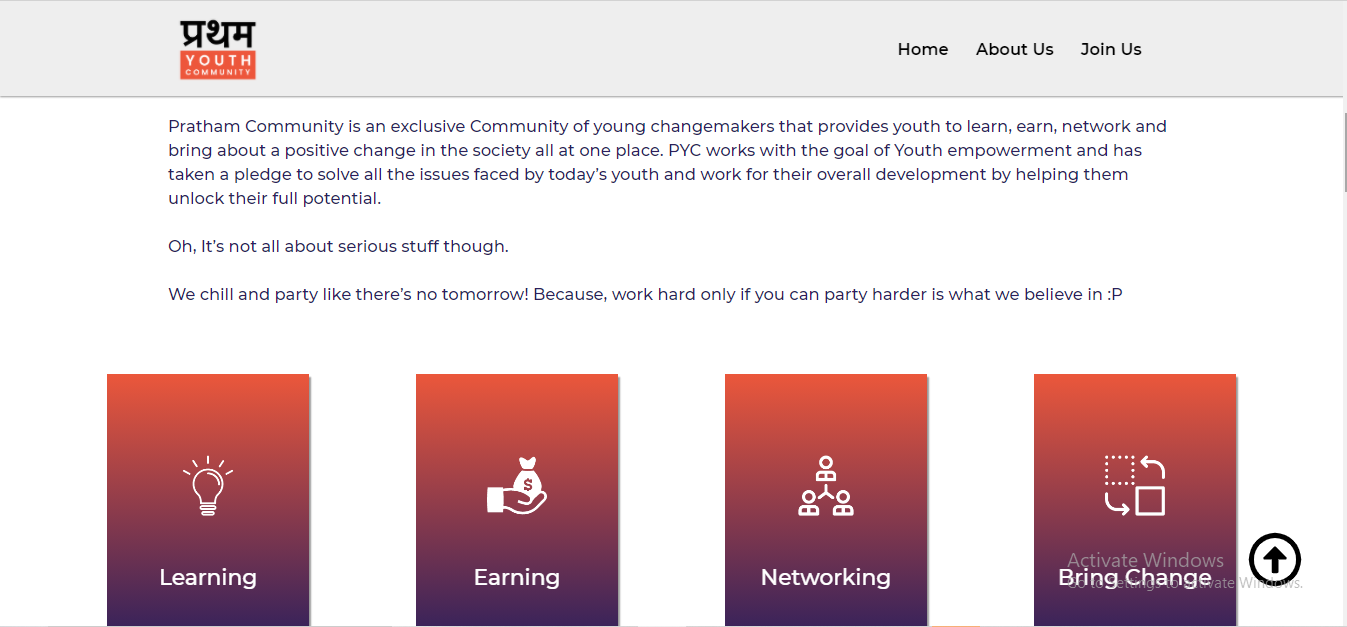 प्रथम
YOUTH
COMMUNITY
Home About Us Join Us
Pratham Community is an exclusive Community of young changemakers that provides youth to learn, earn, network and
bring about a positive change in the society all at one place. PYC works with the goal of Youth empowerment and has
taken a pledge to solve all the issues faced by today’s youth and work for their overall development by helping them
unlock their full potential.
Oh, It’s not all about serious stuff though.
We chill and party like there’s no tomorrow! Because, work hard only if you can party harder is what we believe in :P
$
Learning Earning Networking Bring Change
Activate Windows
Go to Settings to activate Windows.